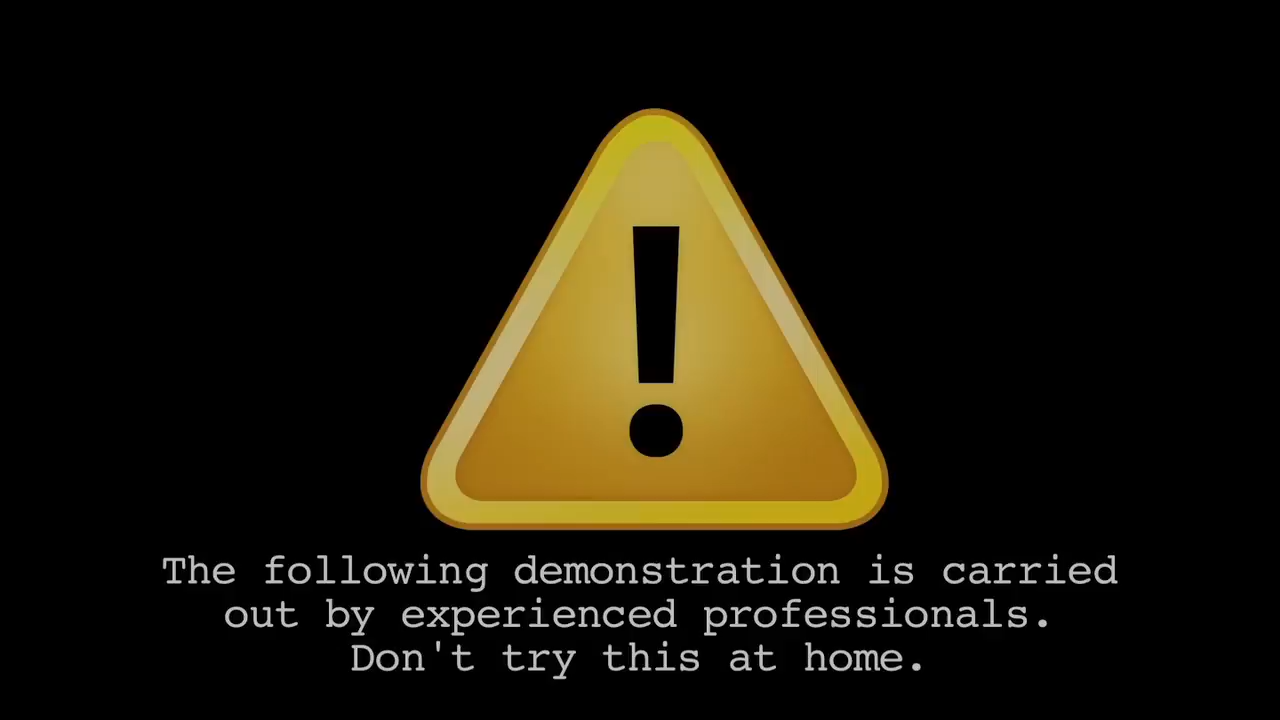 The following demonstration is carried
out by experienced professionals.
Don't try this at home.